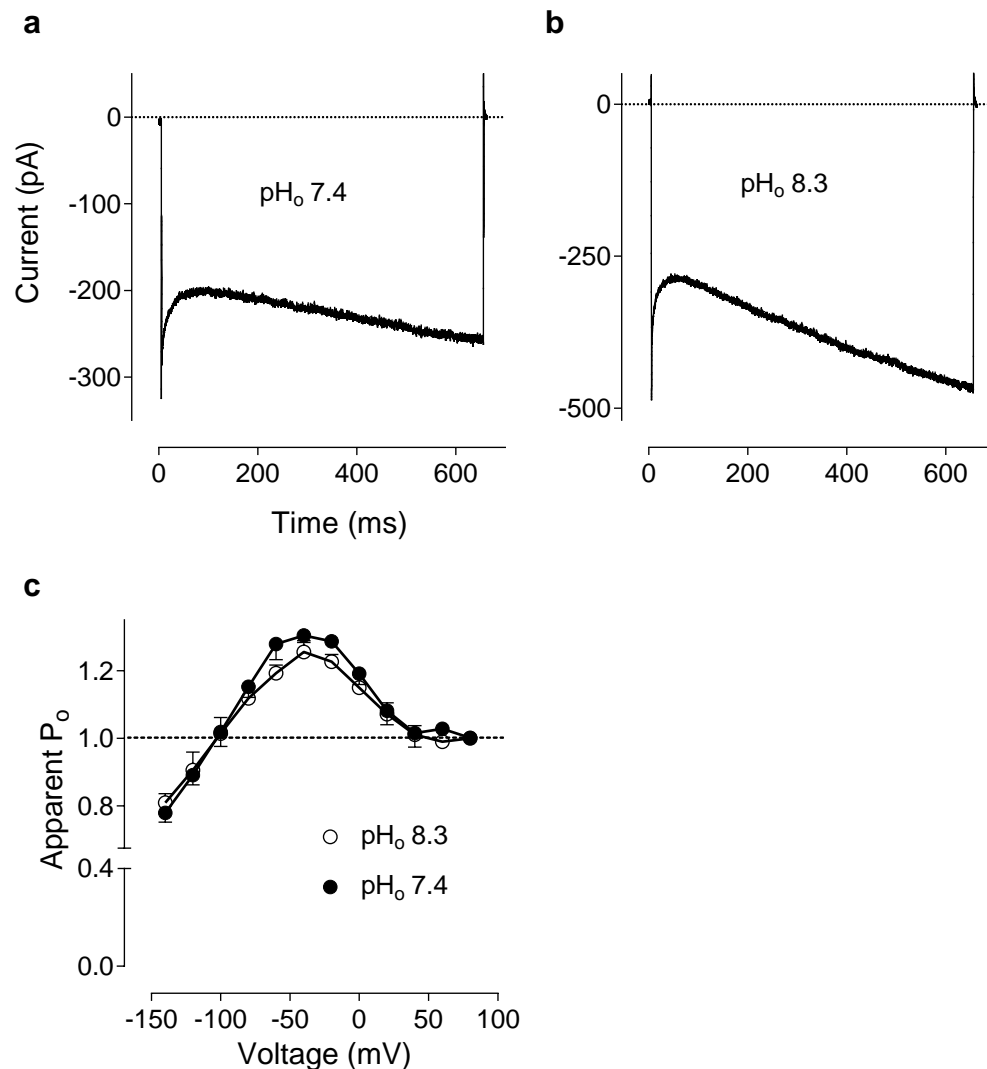 a
b
Current (pA)
0
-100
-200
-300
pHo 7.4
0 200 400 600
0
-250
-500
pHo 8.3
0 200 400 600
Time (ms)
c
Apparent Po
1.2
1.0
0.8
0.4
0.0
pHo 8.3
pHo 7.4
-150 -100 -50 0 50 100
Voltage (mV)